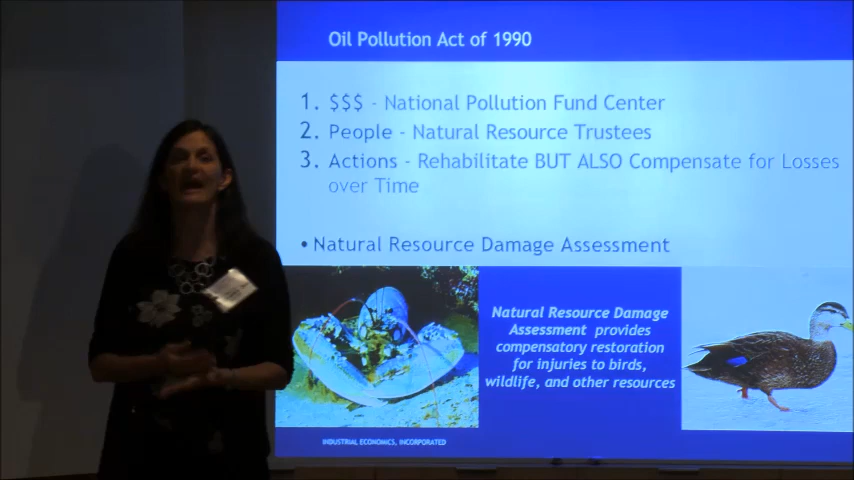 Oil Pollution Act of 1990
1. $$$ - National Pollution Fund Center
2. People - Natural Resource Trustees
3. Actions - Rehabilitate BUT ALSO Compensate for Losses
over Time
• Natural Resource Damage Assessment
Natural Resource Damage
Assessment provides
compensatory restoration
for injuries to birds,
wildlife, and other resources
INDUSTRIAL ECONOMICS, INCORPORATED